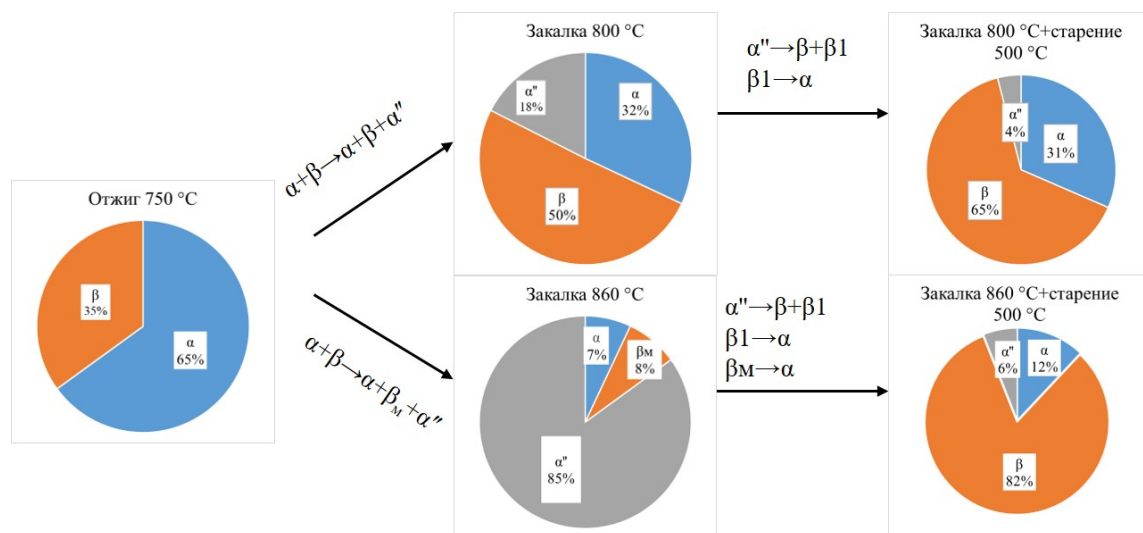 Отжиг 750 °C
β
35%
α
65%
α+β→α+β+α"
α+β→α+βм+α"
Закалка 800 °C
α"
18%
α
32%
β
50%
α"→β+β1
β1→α
Закалка 800 °C+старение
500 °C
α"
4%
α
31%
β
65%
Закалка 860 °C
α
7%
βм
8%
α"
85%
α"→β+β1
β1→α
βм→α
Закалка 860 °C+старение
500 °C
α"
6%
α
12%
β
82%